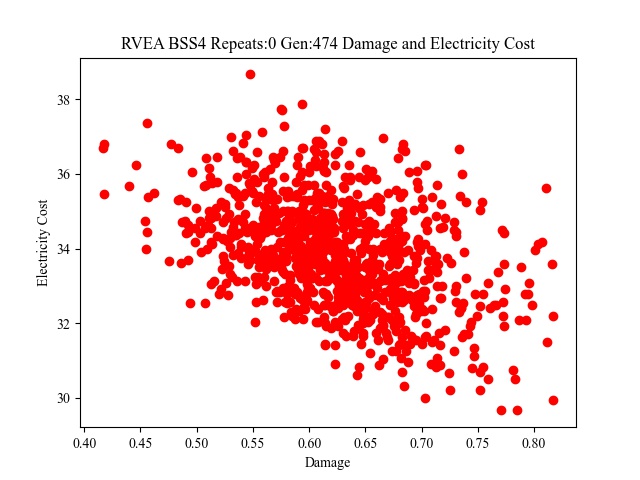 RVEA BSS4 Repeats:0 Gen:474 Damage and Electricity Cost
38
36
34
32
30
Electricity Cost
0.40 0.45 0.50 0.55 0.60 0.65 0.70 0.75 0.80
Damage